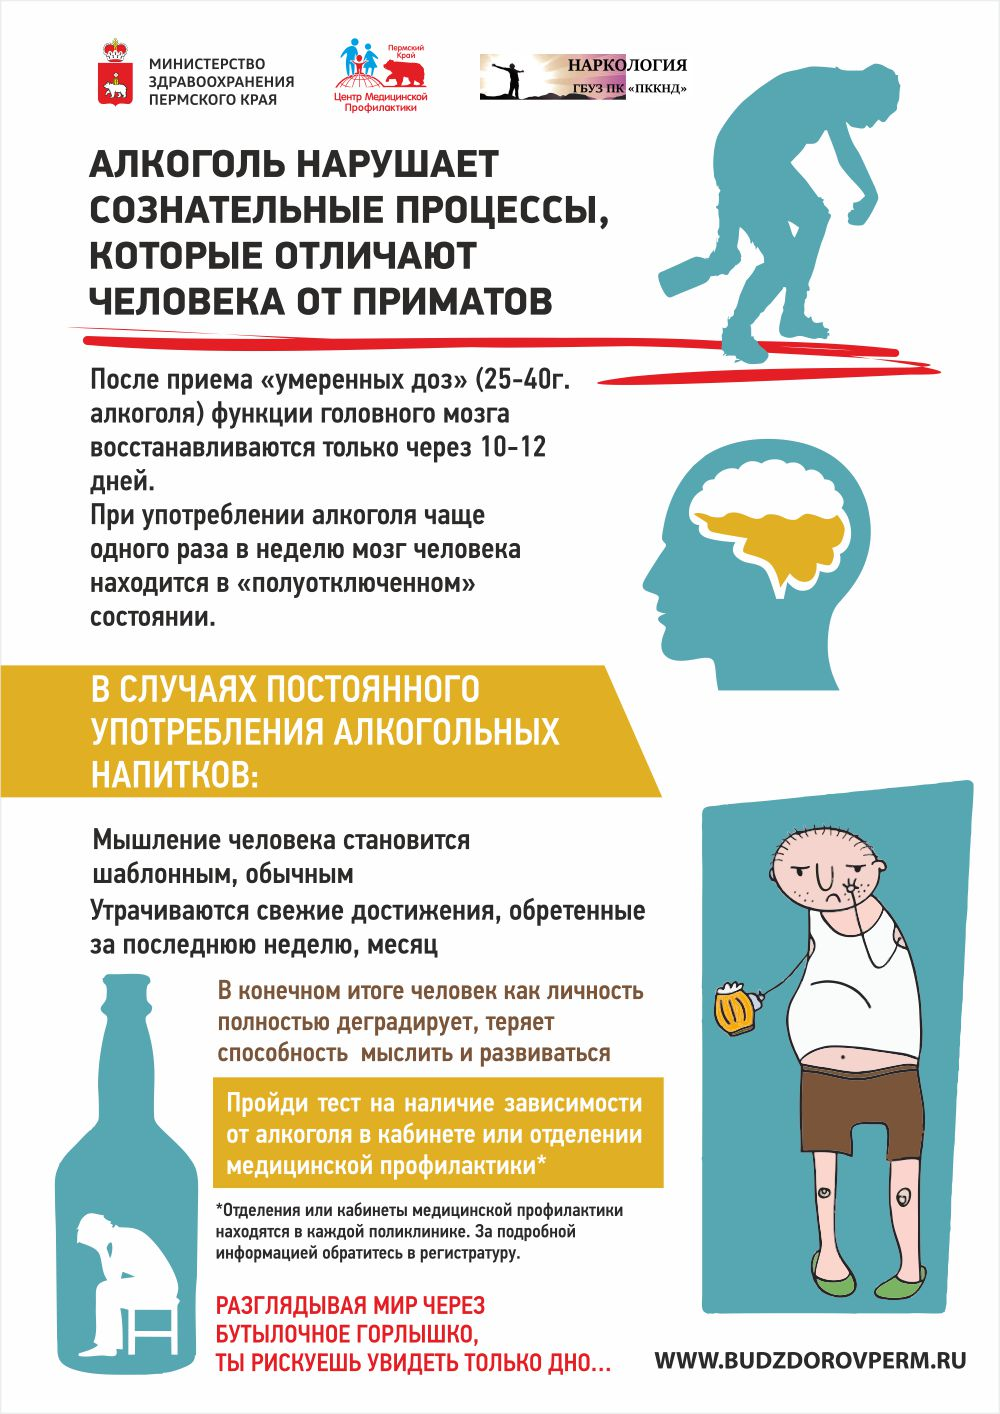 МИНИСТЕРСТВО
ЗДРАВООХРАНЕНИЯ
ПЕРМСКОГО КРАЯ
Пермский
Край
Центр Медицинской
Профилактики
НАРКОЛОГИЯ
ГБУЗ ПК «ПККНД»
АЛКОГОЛЬ НАРУШАЕТ
СОЗНАТЕЛЬНЫЕ ПРОЦЕССЫ,
КОТОРЫЕ ОТЛИЧАЮТ
ЧЕЛОВЕКА ОТ ПРИМАТОВ
После приема «умеренных доз» (25-40г.
алкоголя) функции головного мозга
восстанавливаются только через 10-12
дней.
При употреблении алкоголя чаще
одного раза в неделю мозг человека
находится в «полуотключенном»
состоянии.
В СЛУЧАЯХ ПОСТОЯННОГО
УПОТРЕБЛЕНИЯ АЛКОГОЛЬНЫХ
НАПИТКОВ:
Мышление человека становится
шаблонным, обычным
Утрачиваются свежие достижения, обретенные
за последнюю неделю, месяц
В конечном итоге человек как личность
полностью деградирует, теряет
способность мыслить и развиваться
Пройди тест на наличие зависимости
от алкоголя в кабинете или отделении
медицинской профилактики*
*Отделения или кабинеты медицинской профилактики
находятся в каждой поликлинике. За подробной
информацией обратитесь в регистратуру.
РАЗГЛЯДЫВАЯ МИР ЧЕРЕЗ
БУТЫЛОЧНОЕ ГОРЛЫШКО,
ТЫ РИСКУЕШЬ УВИДЕТЬ ТОЛЬКО ДНО...
WWW.BUDZDOROVPERM.RU